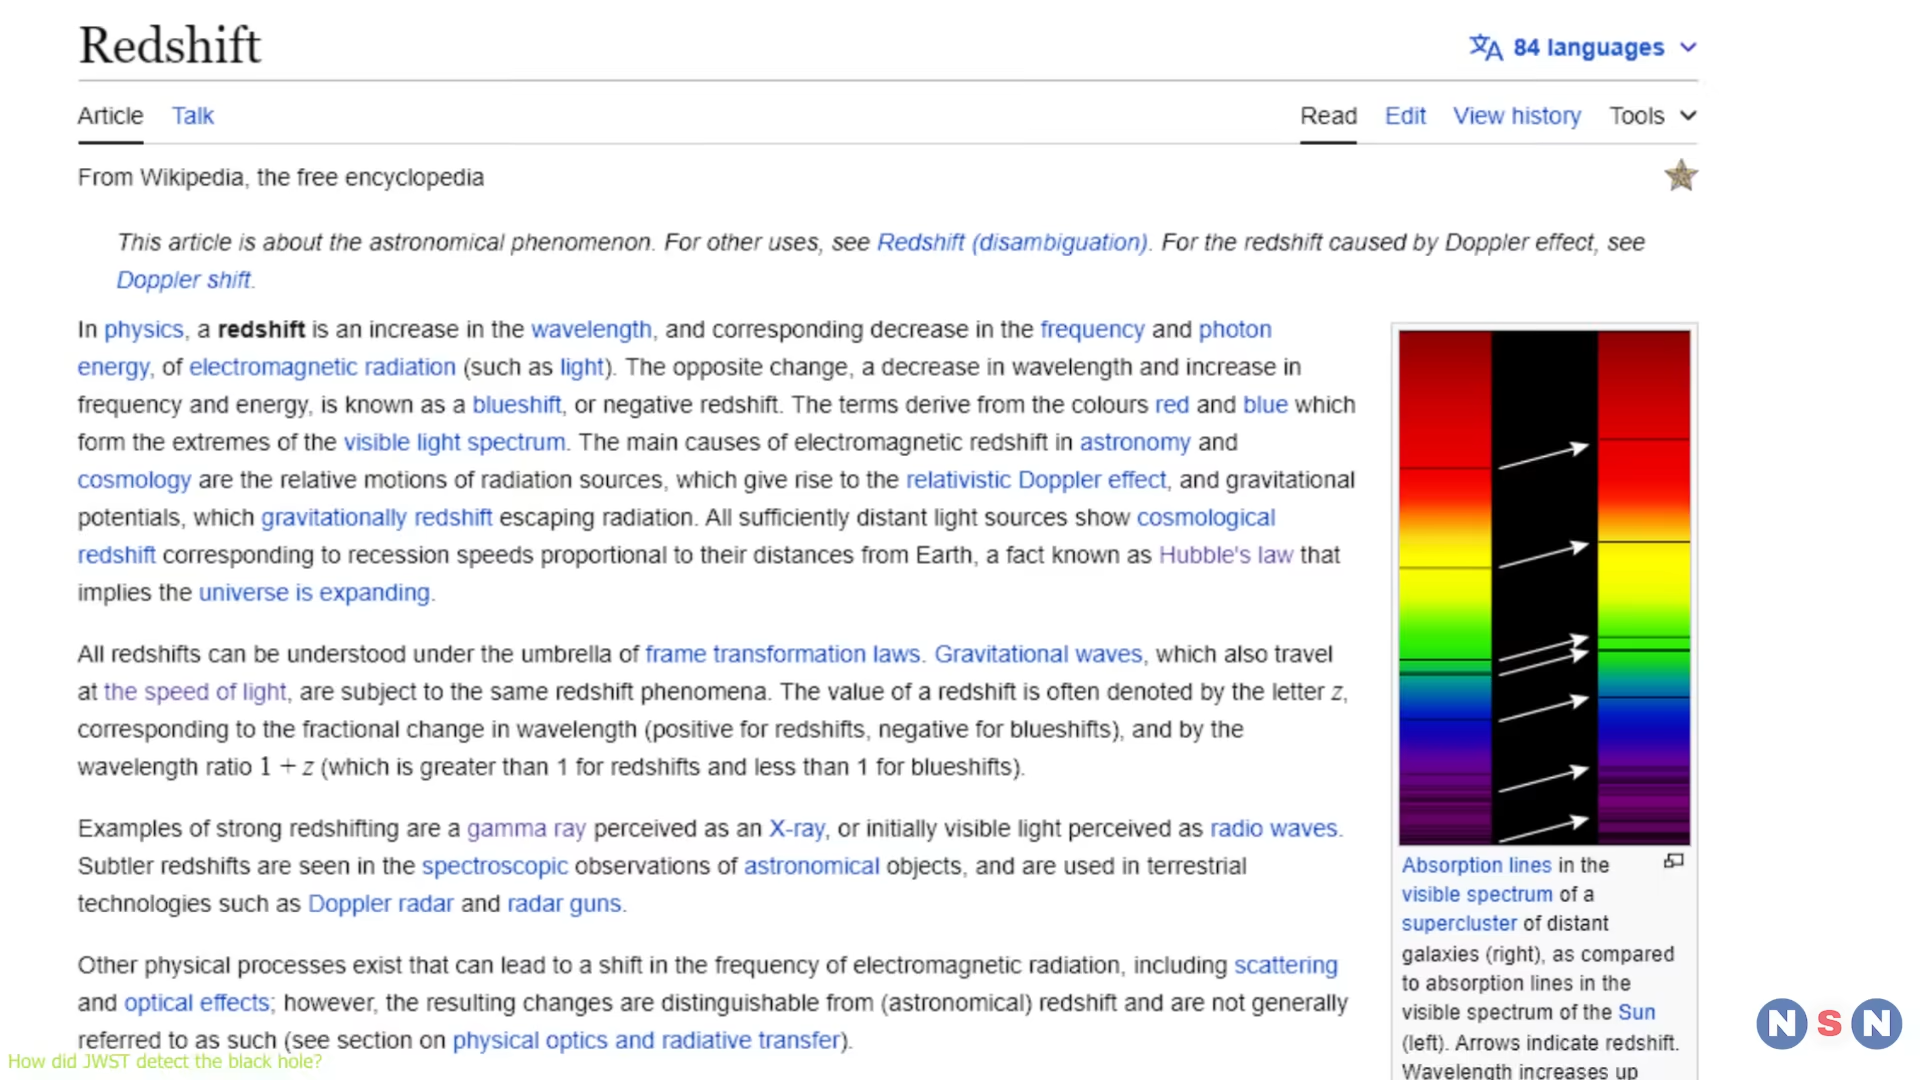 Redshift
84 languages
Article Talk Read Edit View history Tools
From Wikipedia, the free encyclopedia
This article is about the astronomical phenomenon. For other uses, see Redshift (disambiguation). For the redshift caused by Doppler effect, see
Doppler shift.
In physics, a redshift is an increase in the wavelength, and corresponding decrease in the frequency and photon
energy, of electromagnetic radiation (such as light). The opposite change, a decrease in wavelength and increase in
frequency and energy, is known as a blueshift, or negative redshift. The terms derive from the colours red and blue which
form the extremes of the visible light spectrum. The main causes of electromagnetic redshift in astronomy and
cosmology are the relative motions of radiation sources, which give rise to the relativistic Doppler effect, and gravitational
potentials, which gravitationally redshift escaping radiation. All sufficiently distant light sources show cosmological
redshift corresponding to recession speeds proportional to their distances from Earth, a fact known as Hubble's law that
implies the universe is expanding.
All redshifts can be understood under the umbrella of frame transformation laws. Gravitational waves, which also travel
at the speed of light, are subject to the same redshift phenomena. The value of a redshift is often denoted by the letter z,
corresponding to the fractional change in wavelength (positive for redshifts, negative for blueshifts), and by the
wavelength ratio 1 + z (which is greater than 1 for redshifts and less than 1 for blueshifts).
Examples of strong redshifting are a gamma ray perceived as an X-ray, or initially visible light perceived as radio waves.
Subtler redshifts are seen in the spectroscopic observations of astronomical objects, and are used in terrestrial
technologies such as Doppler radar and radar guns.
Other physical processes exist that can lead to a shift in the frequency of electromagnetic radiation, including scattering
and optical effects; however, the resulting changes are distinguishable from (astronomical) redshift and are not generally
referred to as such (see section on physical optics and radiative transfer).
Absorption lines in the
visible spectrum of a
supercluster of distant
galaxies (right), as compared
to absorption lines in the
visible spectrum of the Sun
(left). Arrows indicate redshift.
Wavelength increases up
How did JWST detect the black hole?
N S N